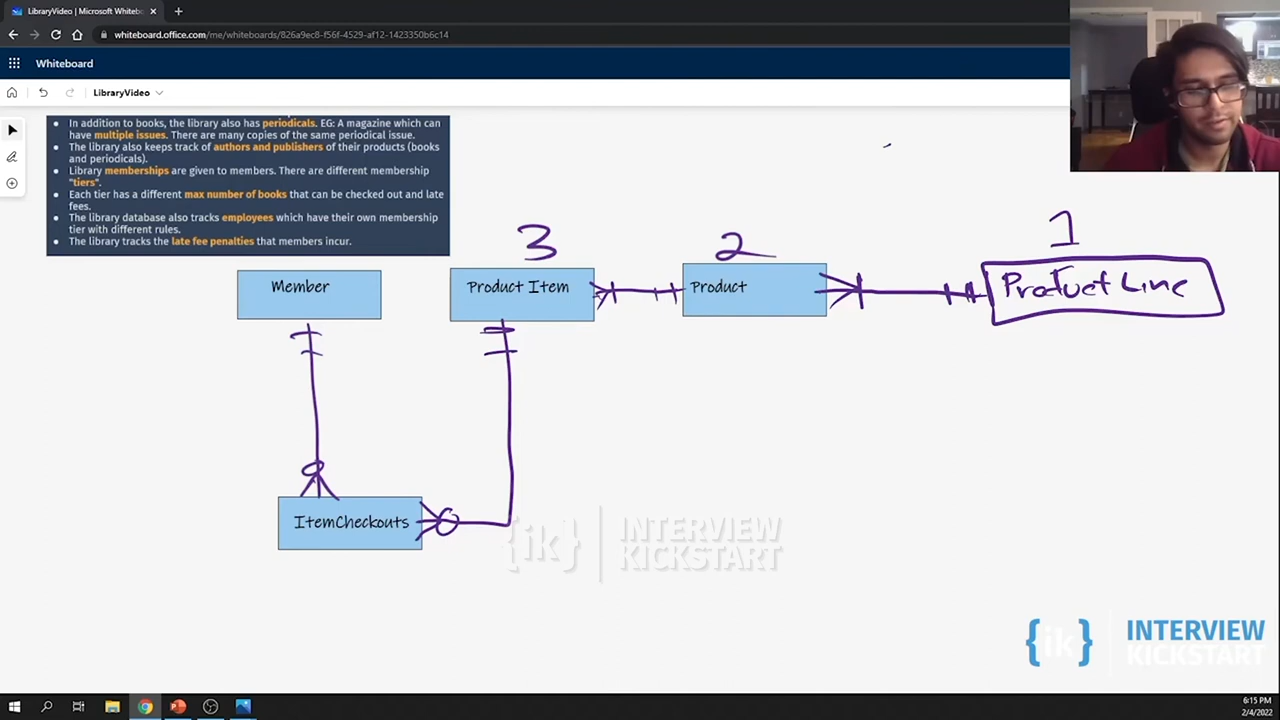 LibraryVideo | Microsoft Whiteb
whiteboard.office.com/me/whiteboards/826a9ec8-f56f-4529-af12-1423350b6c14
Whiteboard
LibraryVideo
In addition to books, the library also has periodicals. EG: A magazine which can
have multiple issues. There are many copies of the same periodical issue.
The library also keeps track of authors and publishers of their products (books
and periodicals).
Library memberships are given to members. There are different membership
"tiers".
Each tier has a different max number of books that can be checked out and late
fees.
The library database also tracks employees which have their own membership
tier with different rules.
The library tracks the late fee penalties that members incur.
3
2
1
Member
Product Item
Product
Product Line
ItemCheckouts
{ik} INTERVIEW
KICKSTART
{ik} INTERVIEW
KICKSTART
6:15 PM
2/4/2022